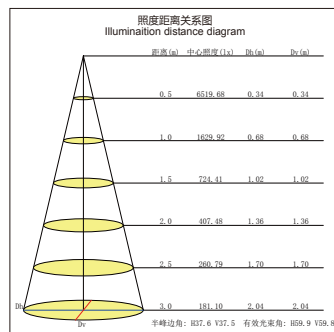 照度距离关系图
Illuminaition distance diagram
距离(m) 中心照度(lx) Dh(m) Dv(m)
0.5 6519.68 0.34 0.34
1.0 1629.92 0.68 0.68
1.5 724.41 1.02 1.02
2.0 407.48 1.36 1.36
2.5 260.79 1.70 1.70
3.0 181.10 2.04 2.04
Dh
Dv
半峰边角: H37.6 V37.5 有效光束角: H59.9 V59.8